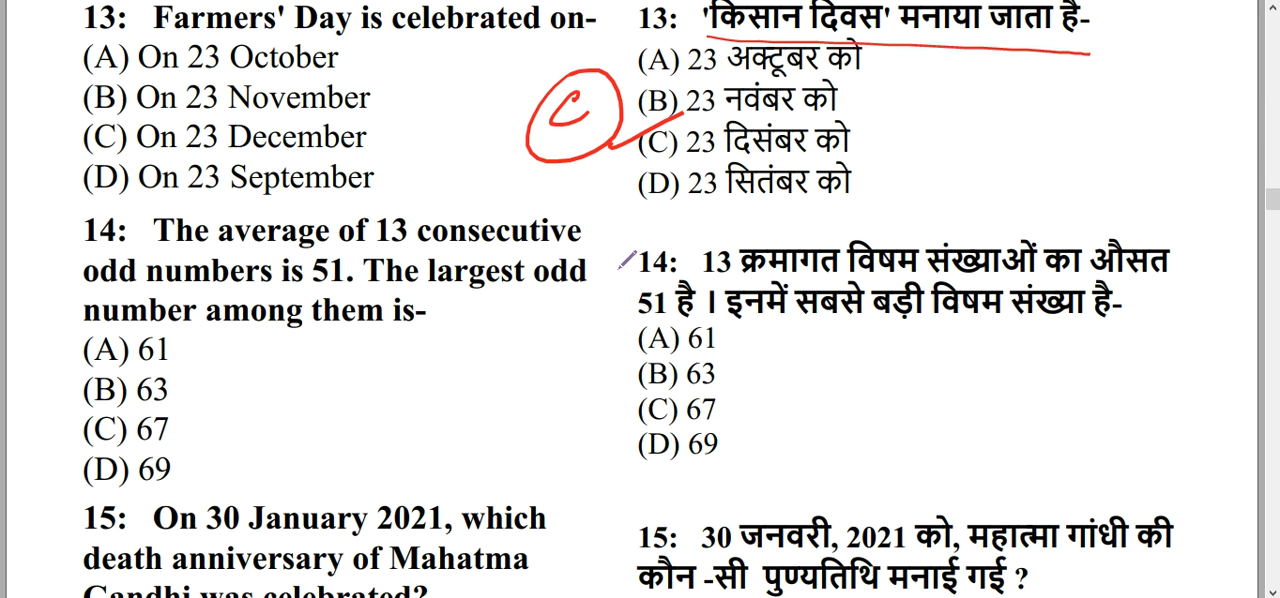 13: Farmers' Day is celebrated on-
(A) On 23 October
(B) On 23 November
(C) On 23 December
(D) On 23 September
14: The average of 13 consecutive
odd numbers is 51. The largest odd
number among them is-
(A) 61
(B) 63
(C) 67
(D) 69
15: On 30 January 2021, which
death anniversary of Mahatma
Gandhi was celebrated?
13: 'किसान दिवस' मनाया जाता है-
(A) 23 अक्टूबर को
(B) 23 नवंबर को
(C) 23 दिसंबर को
(D) 23 सितंबर को
C
14: 13 क्रमागत विषम संख्याओं का औसत
51 है । इनमें सबसे बड़ी विषम संख्या है-
(A) 61
(B) 63
(C) 67
(D) 69
15: 30 जनवरी, 2021 को, महात्मा गांधी की
कौन -सी पुण्यतिथि मनाई गई ?